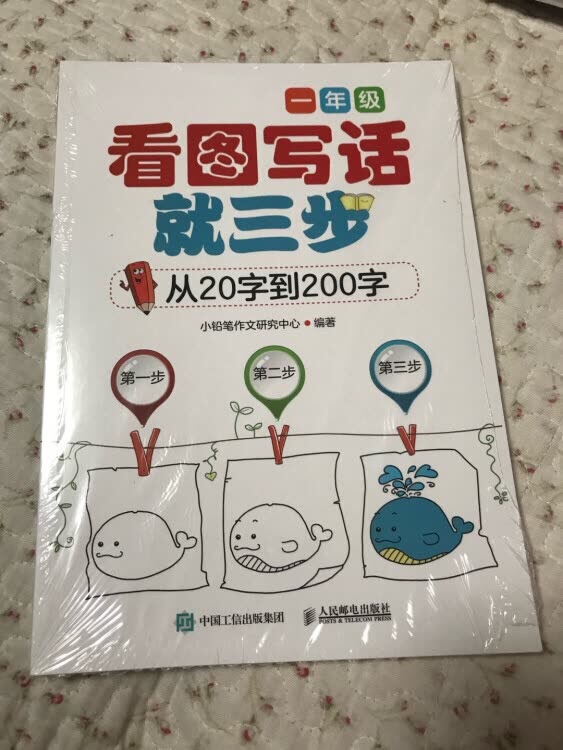 一年级
看图写话
就三步
从20字到200字
小铅笔作文研究中心 编著
第一步
第二步
第三步
中国工信出版集团
人民邮电出版社
POSTS & TELECOM PRESS